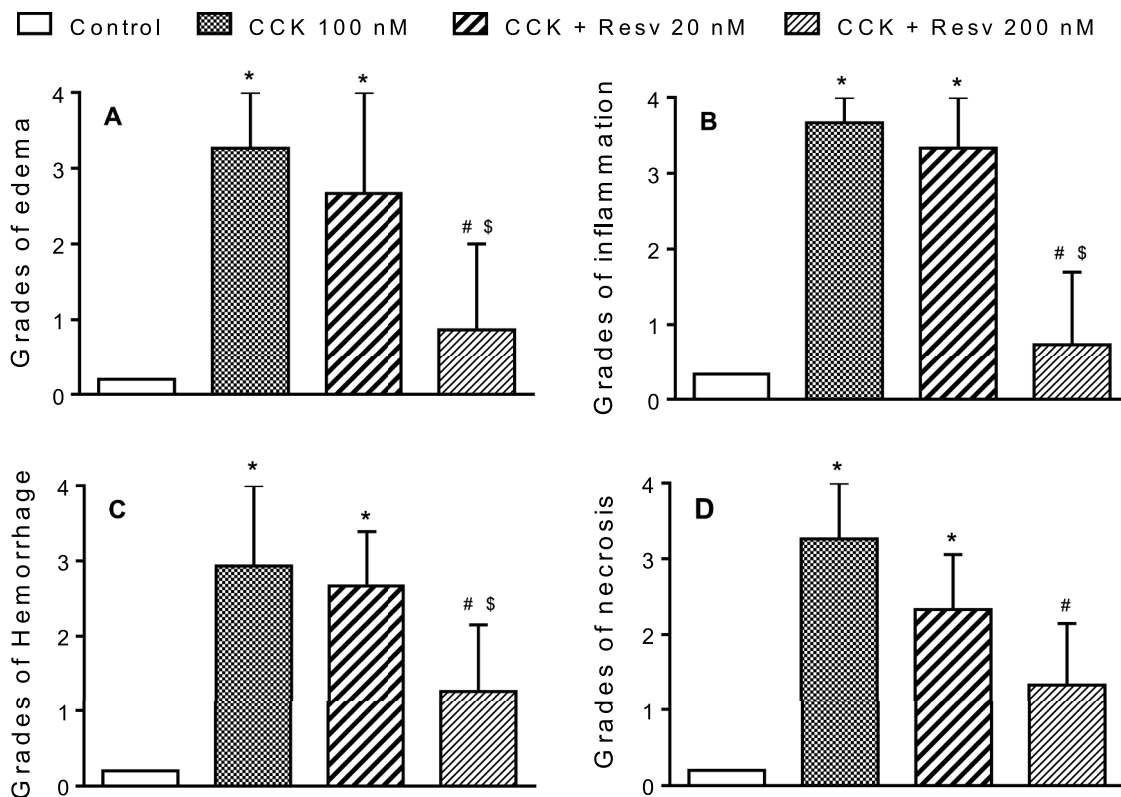 Control CCK 100 nM CCK + Resv 20 nM CCK + Resv 200 nM
A
Grades of edema
4
3
2
1
0
* * # $
B
Grades of inflammation
4
3
2
1
0
* * # $
C
Grades of Hemorrhage
4
3
2
1
0
* * # $
D
Grades of necrosis
4
3
2
1
0
* * #